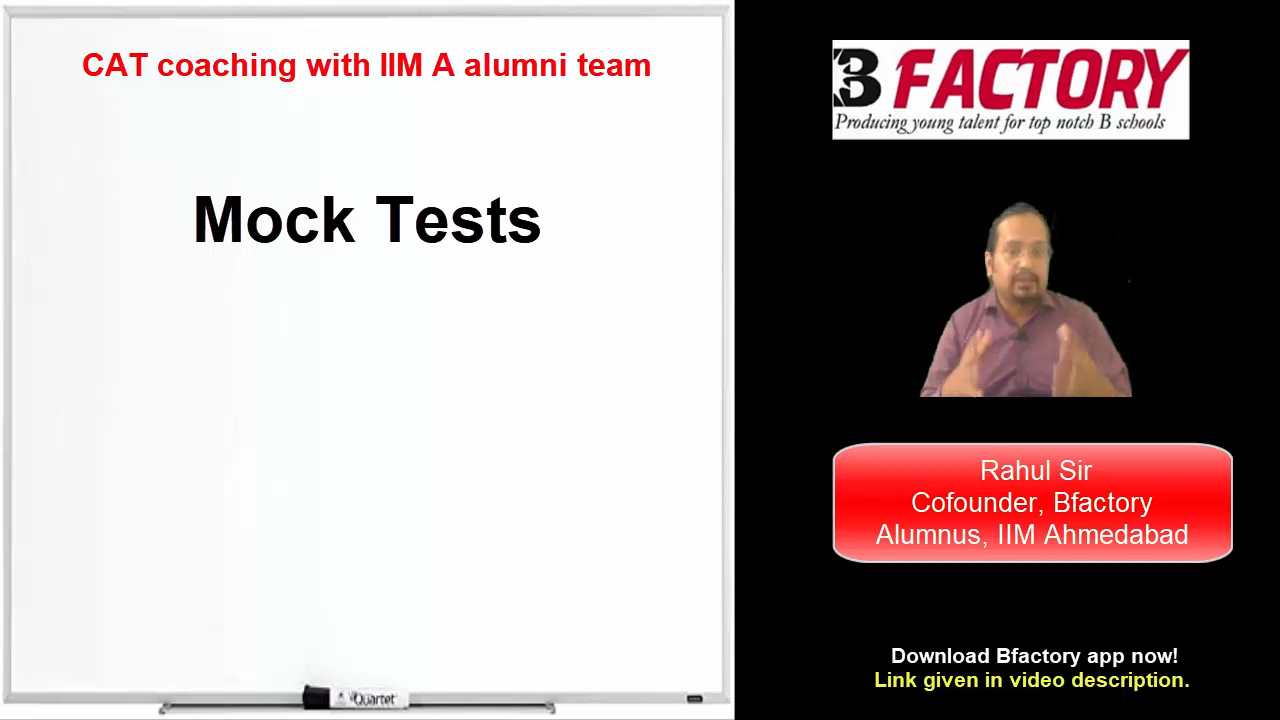 CAT coaching with IIM A alumni team
Mock Tests
Quartet
B FACTORY
Producing young talent for top notch B schools
Rahul Sir
Cofounder, Bfactory
Alumnus, IIM Ahmedabad
Download Bfactory app now!
Link given in video description.